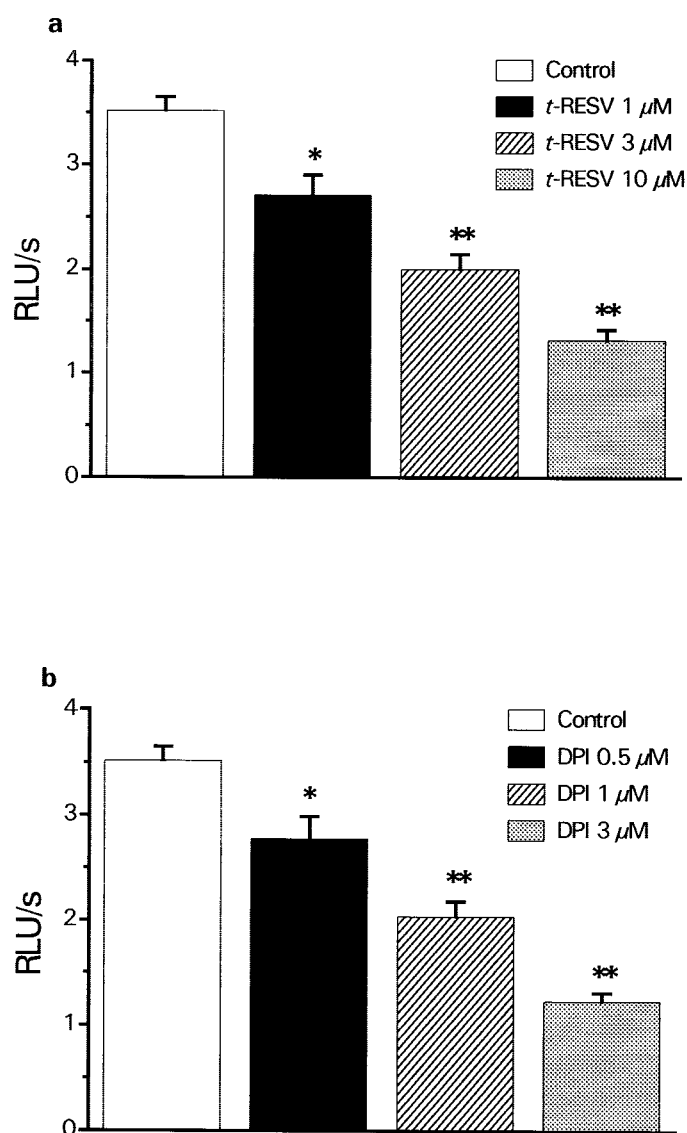 a
4
3
2
1
0
RLU/s
Control
t-RESV 1 μM
t-RESV 3 μM
t-RESV 10 μM
*
**
**
b
4
3
2
1
0
RLU/s
Control
DPI 0.5 μM
DPI 1 μM
DPI 3 μM
*
**
**